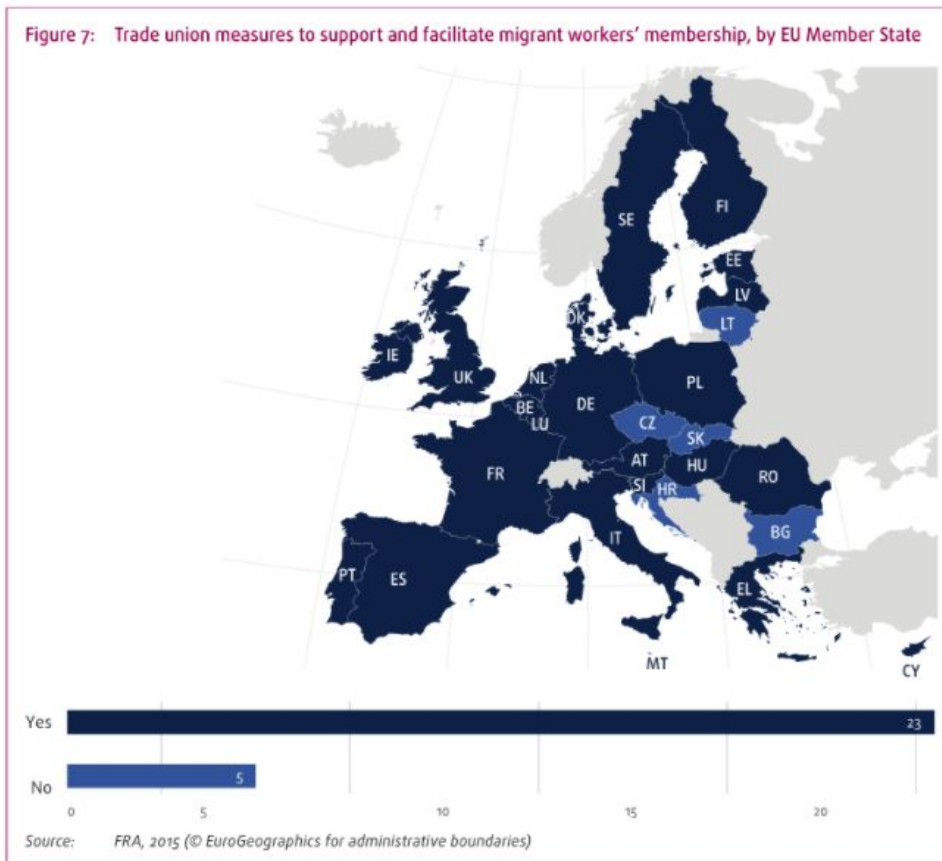 Figure 7: Trade union measures to support and facilitate migrant workers' membership, by EU Member State
FI
SE
EE
LV
LT
DK
IE
UK
NL
PL
BE
DE
LU
CZ
SK
AT
HU
FR
RO
SI
HR
BG
IT
PT
ES
EL
MT
CY
Yes
23
No
5
0 5 10 15 20
Source: FRA, 2015 (© EuroGeographics for administrative boundaries)